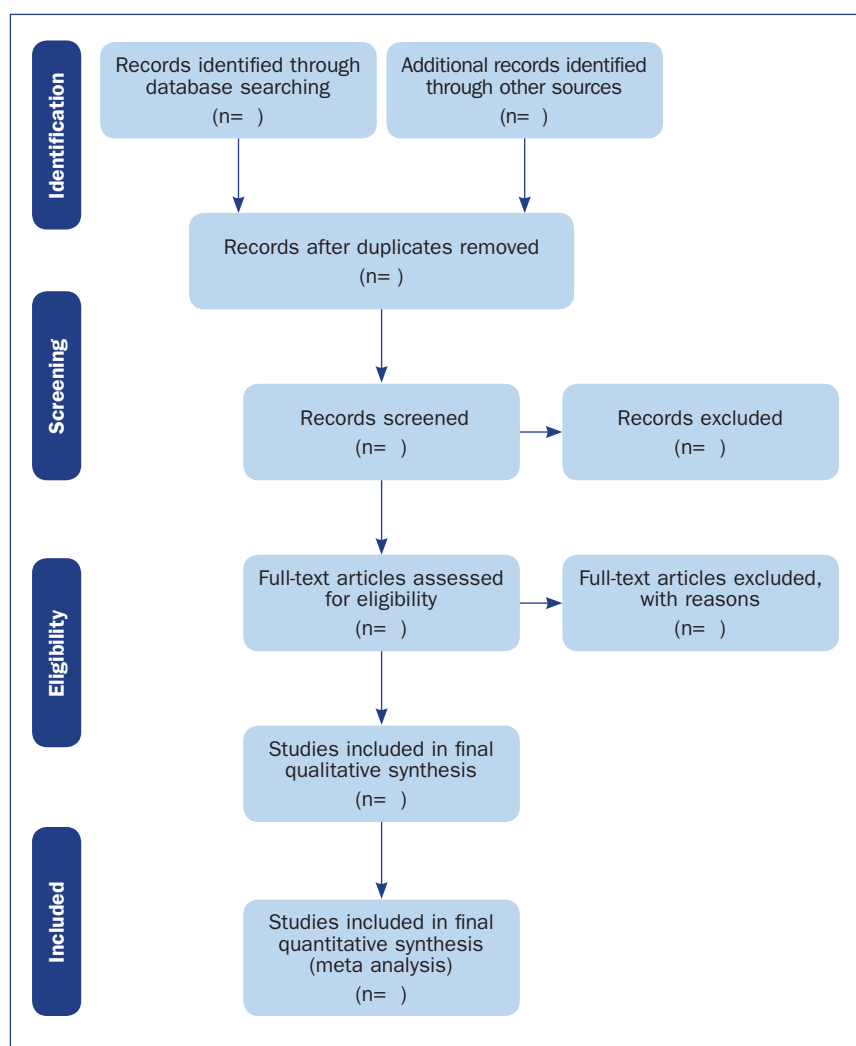 Identification
Records identified through
database searching
(n=  )
Additional records identified
through other sources
(n=  )
Records after duplicates removed
(n= )
Screening
Records screened
(n=  )
Records excluded
(n=  )
Eligibility
Full-text articles assessed
for eligibility
(n=  )
Full-text articles excluded,
with reasons
(n=  )
Studies included in final
qualitative synthesis
(n=  )
Included
Studies included in final
quantitative synthesis
(meta analysis)
(n=  )